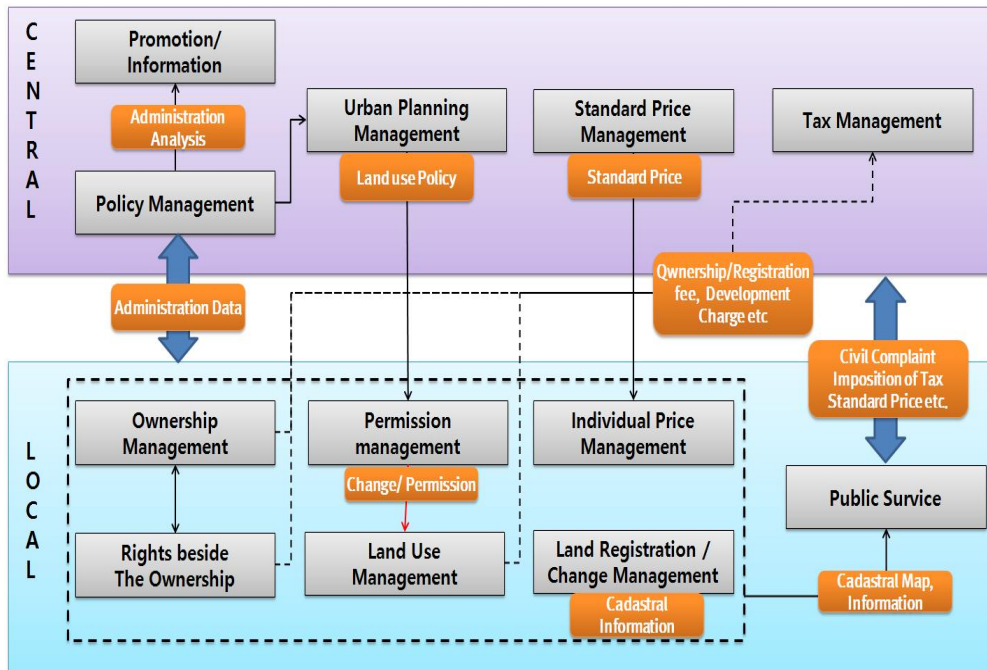 CENTRAL
Promotion/
Information
Administration
Analysis
Policy Management
Urban Planning
Management
Land use Policy
Standard Price
Management
Standard Price
Tax Management
Qwnership/Registration
fee, Development
Charge etc
Administration Data
Civil Complaint
Imposition of Tax
Standard Price etc.
LOCAL
Ownership
Management
Permission
management
Change/ Permission
Individual Price
Management
Public Service
Rights beside
The Ownership
Land Use
Management
Land Registration /
Change Management
Cadastral
Information
Cadastral Map,
Information